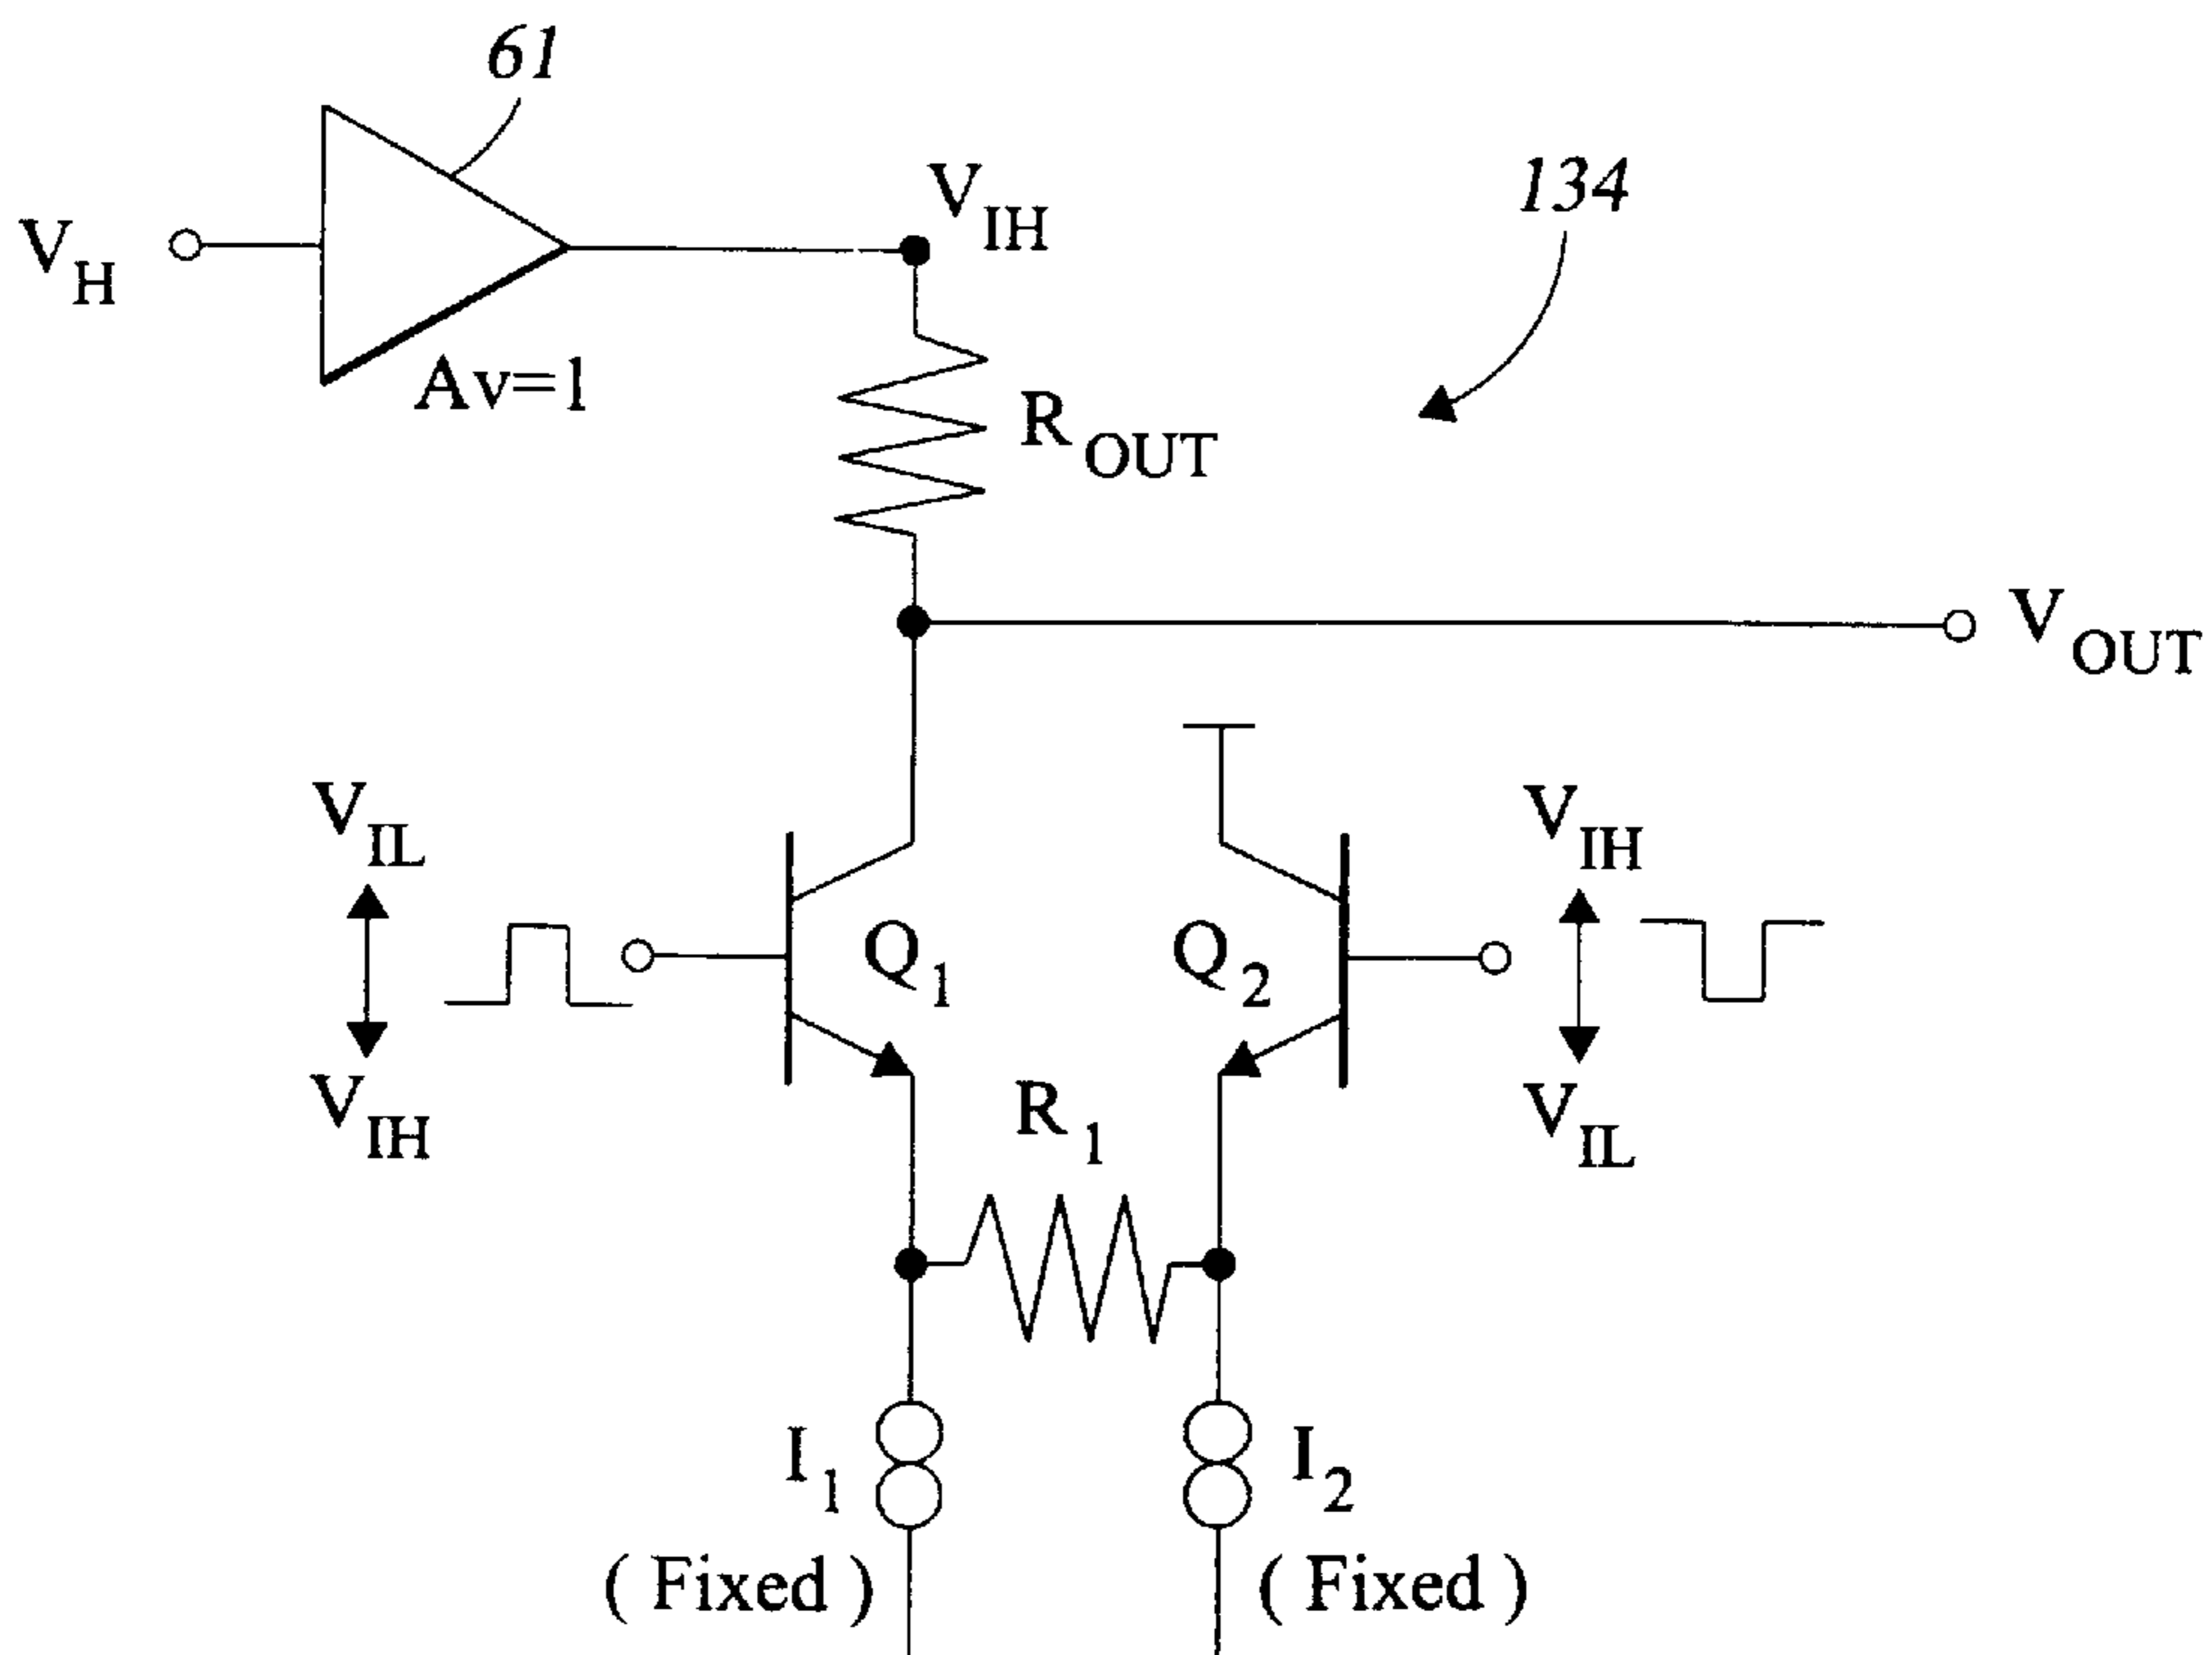 61
V_H
Av=1
V_IH
134
R_OUT
V_OUT
V_IL
V_IH
Q_1
Q_2
V_IH
V_IL
R_1
I_1
( Fixed )
I_2
( Fixed )